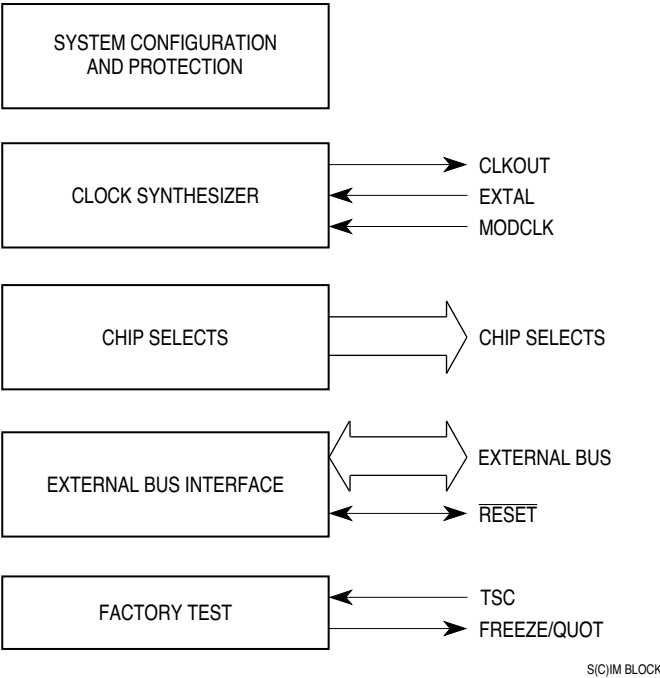 SYSTEM CONFIGURATION
AND PROTECTION
CLOCK SYNTHESIZER
CLKOUT
EXTAL
MODCLK
CHIP SELECTS
CHIP SELECTS
EXTERNAL BUS INTERFACE
EXTERNAL BUS
RESET
FACTORY TEST
TSC
FREEZE/QUOT
S(C)IM BLOCK